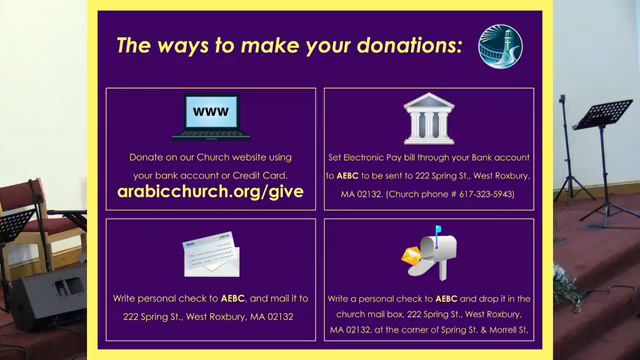 The ways to make your donations:
www
Donate on our Church website using
your bank account or Credit Card.
arabicchurch.org/give
Set Electronic Pay bill through your Bank account
to AEBC to be sent to 222 Spring St., West Roxbury,
MA 02132. (Church phone # 617-323-5943)
Write personal check to AEBC, and mail it to
222 Spring St., West Roxbury, MA 02132
Write a personal check to AEBC and drop it in the
church mail box, 222 Spring St., West Roxbury,
MA 02132, at the corner of Spring St. & Morrell St.